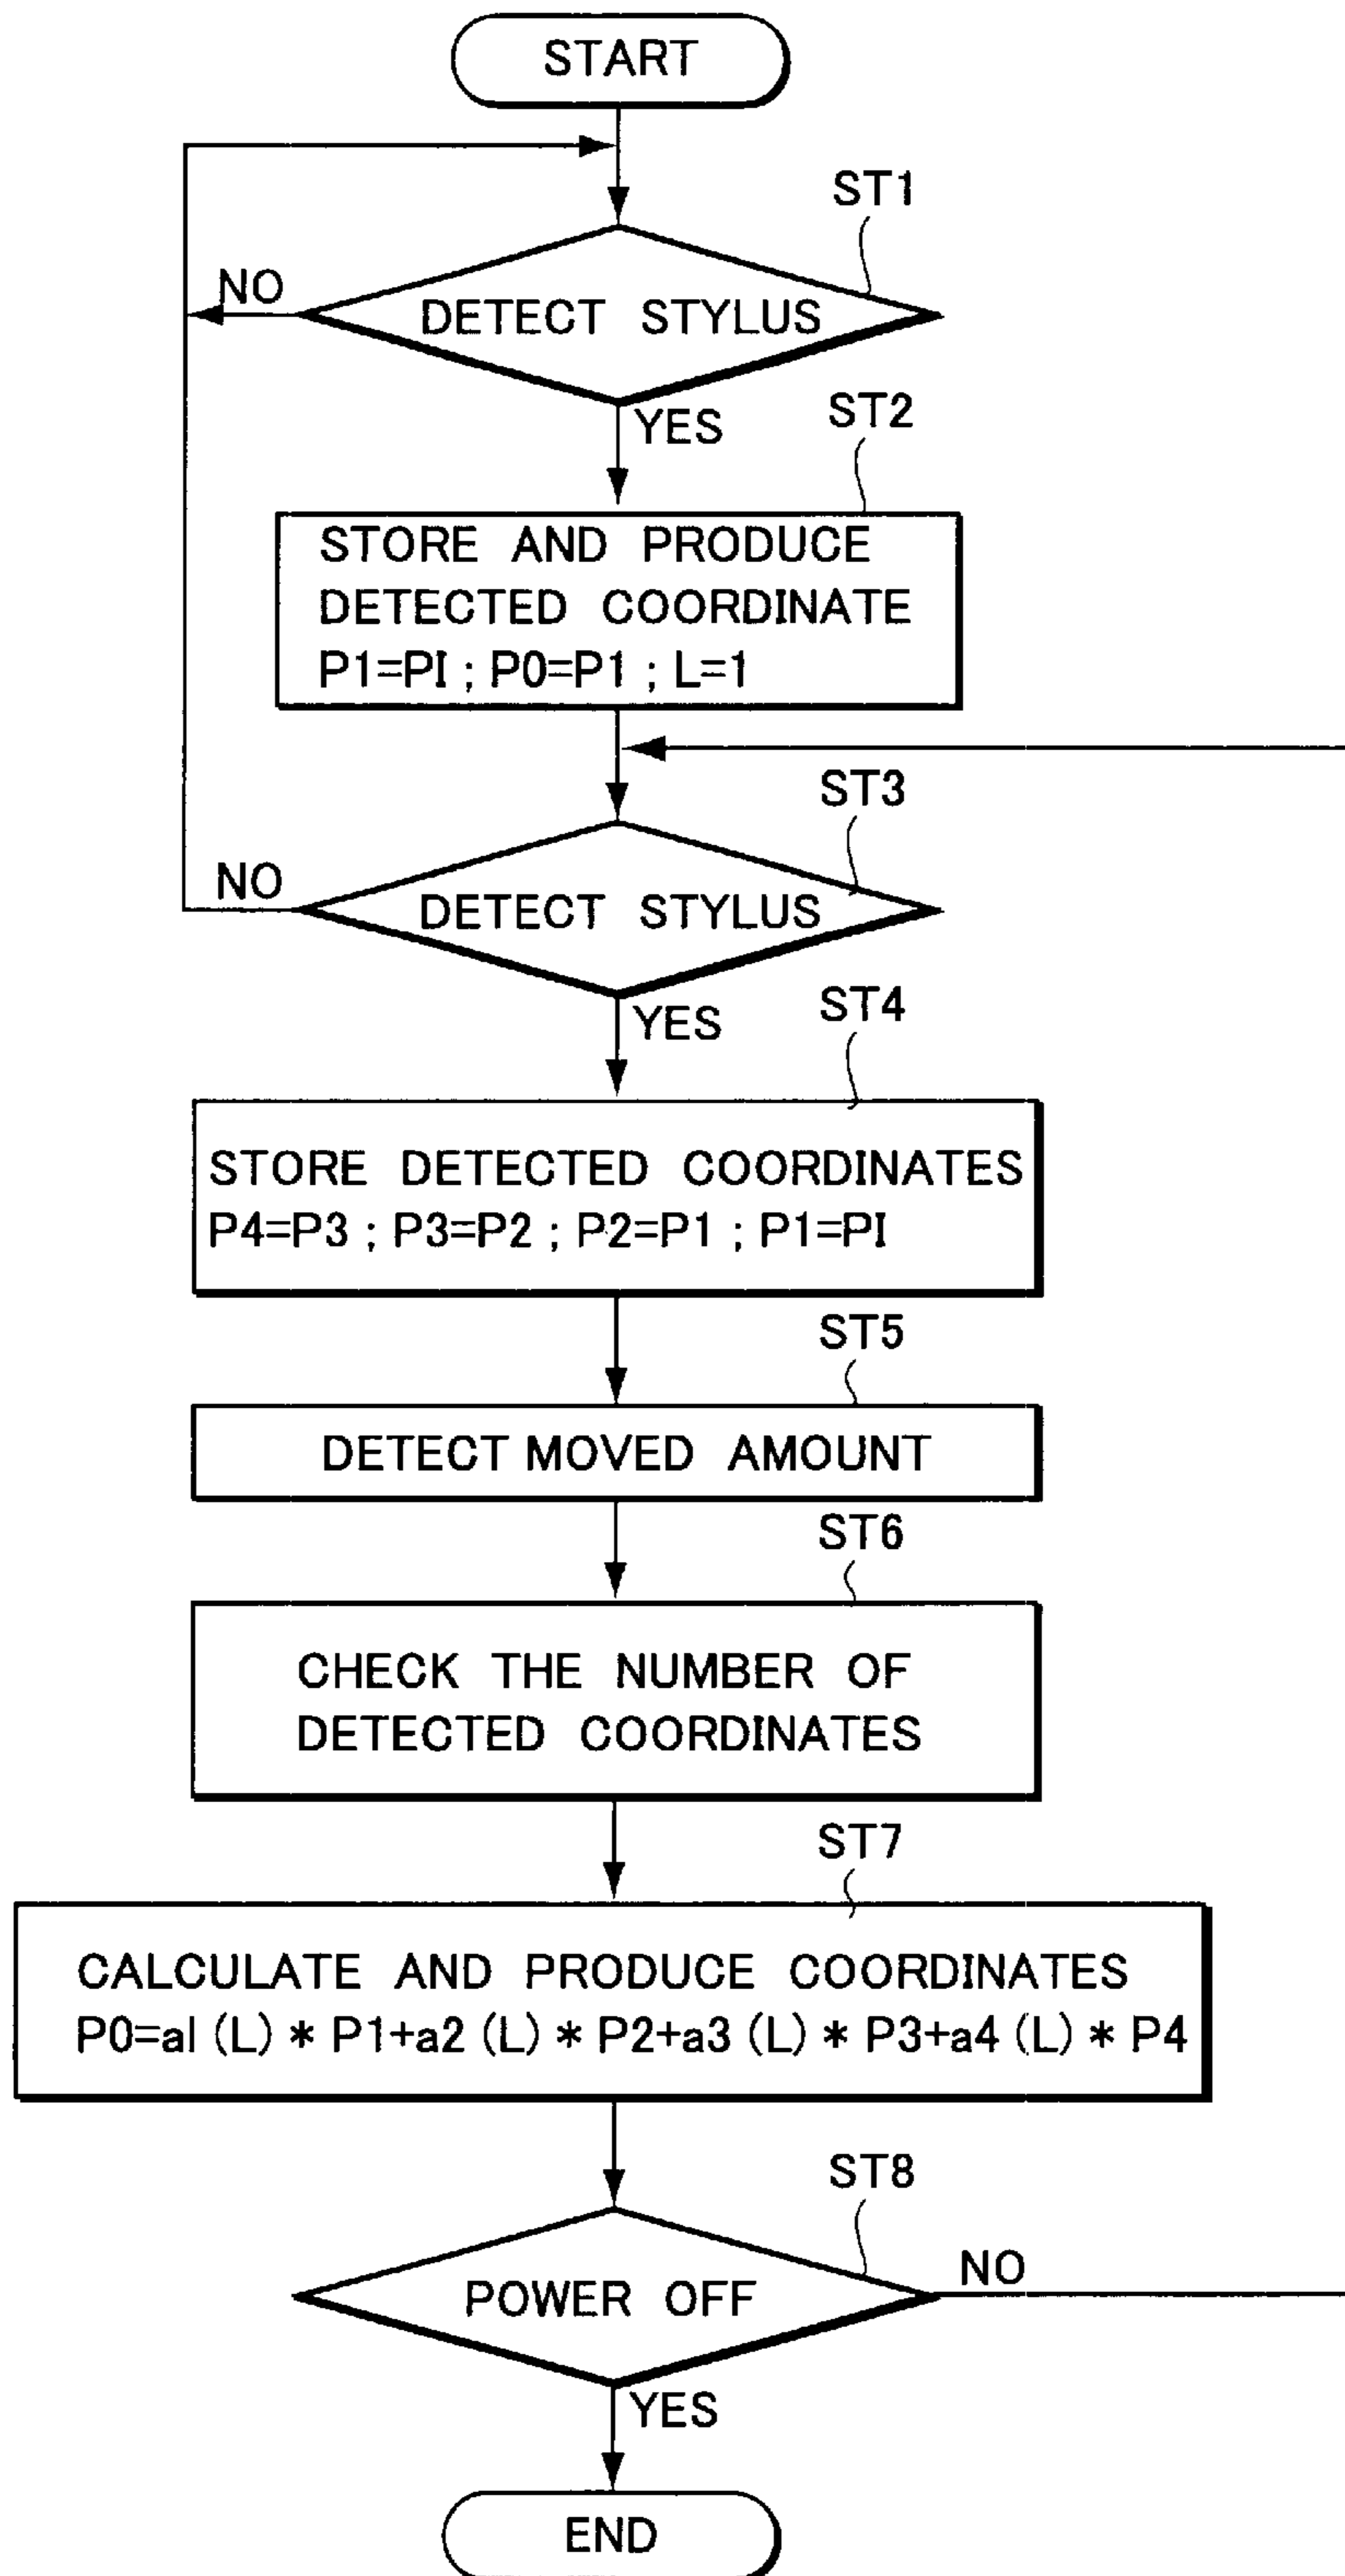 START
ST1
NO
DETECT STYLUS
YES
ST2
STORE AND PRODUCE
DETECTED COORDINATE
P1=PI ; P0=P1 ; L=1
ST3
NO
DETECT STYLUS
YES
ST4
STORE DETECTED COORDINATES
P4=P3 ; P3=P2 ; P2=P1 ; P1=PI
ST5
DETECT MOVED AMOUNT
ST6
CHECK THE NUMBER OF
DETECTED COORDINATES
ST7
CALCULATE AND PRODUCE COORDINATES
P0=al (L) * P1+a2 (L) * P2+a3 (L) * P3+a4 (L) * P4
ST8
NO
POWER OFF
YES
END